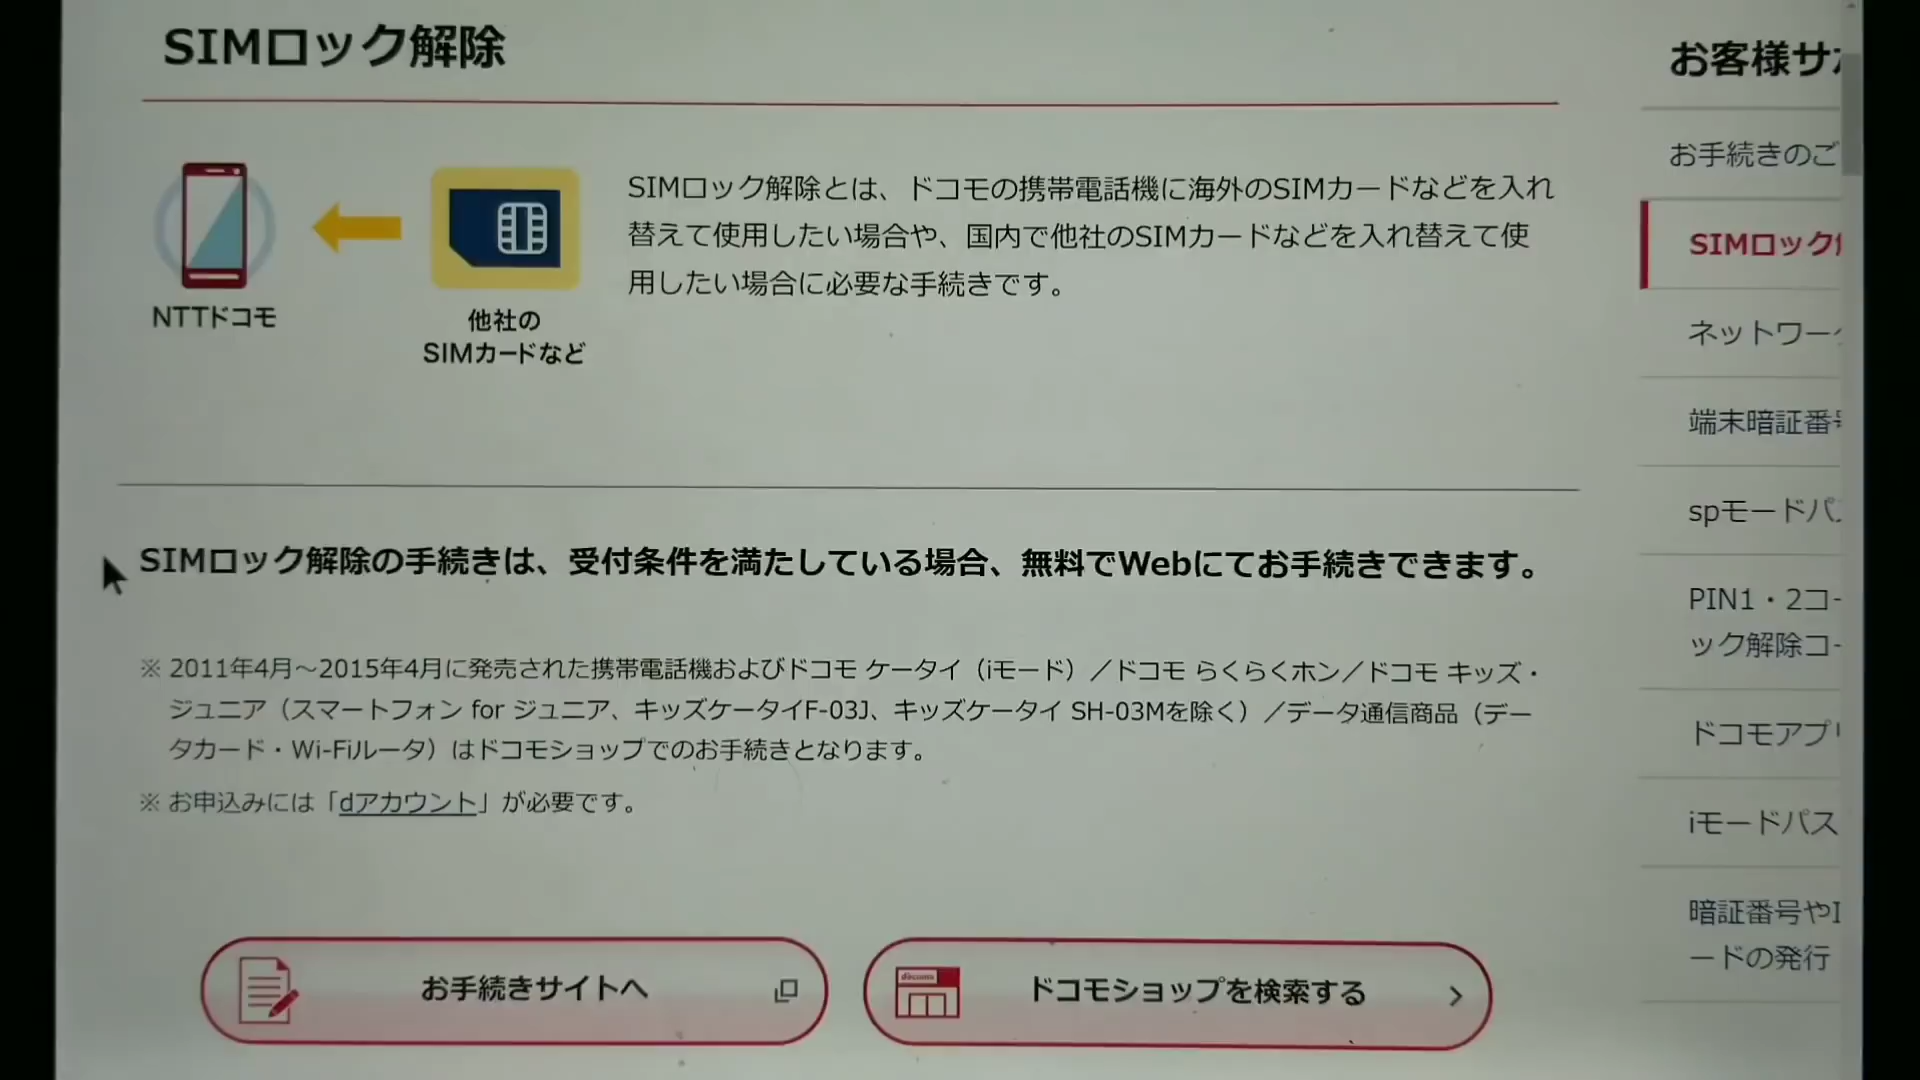 SIMロック解除
NTTドコモ
他社の
SIMカードなど
SIMロック解除とは、ドコモの携帯電話機に海外のSIMカードなどを入れ
替えて使用したい場合や、国内で他社のSIMカードなどを入れ替えて使
用したい場合に必要な手続きです。
SIMロック解除の手続きは、受付条件を満たしている場合、無料でWebにてお手続きできます。
※ 2011年4月～2015年4月に発売された携帯電話機およびドコモ ケータイ（iモード）／ドコモ らくらくホン／ドコモ キッズ・
ジュニア（スマートフォン for ジュニア、キッズケータイF-03J、キッズケータイ SH-03Mを除く）／データ通信商品（デー
タカード・Wi-Fiルータ）はドコモショップでのお手続きとなります。
※ お申込みには「dアカウント」が必要です。
お手続きサイトへ
docomo
ドコモショップを検索する
お客様サ
お手続きのご
SIMロック
ネットワー
端末暗証番
spモードパ
PIN1・2コー
ック解除コー
ドコモアプ
iモードパス
暗証番号や
ードの発行